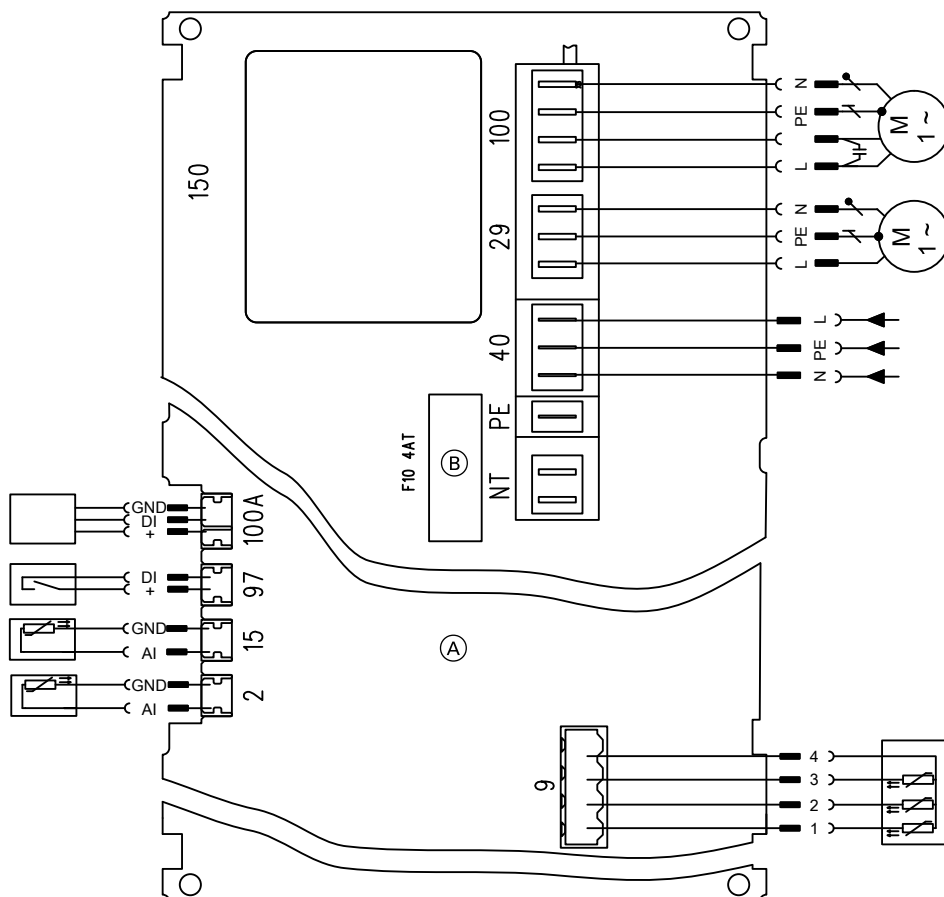 150
100
N
PE
L
M
1~
29
N
PE
L
M
1~
40
L
PE
N
PE
F10 4AT
B
NT
100A
GND
DI
+
97
DI
+
15
GND
AI
A
2
GND
AI
9
4
3
2
1